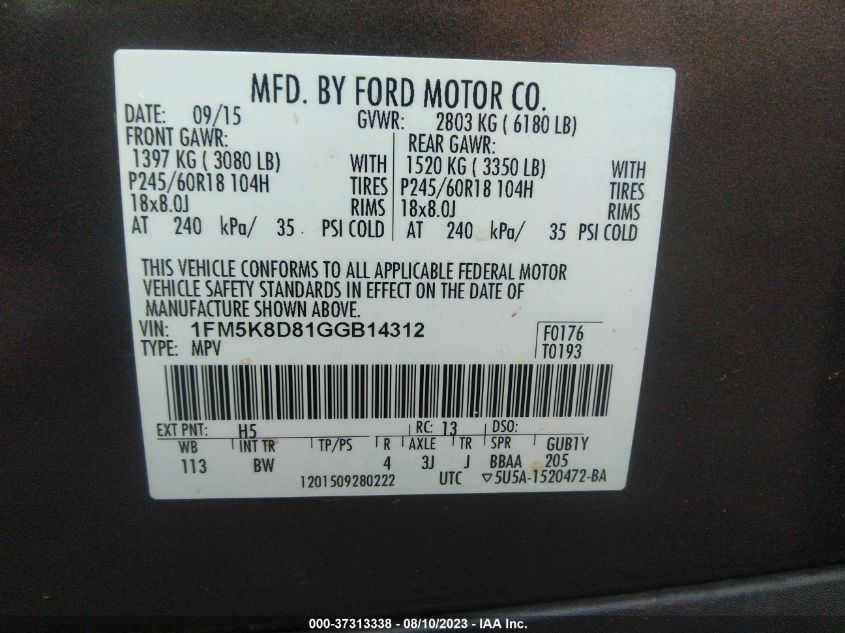 MFD. BY FORD MOTOR CO.
DATE: 09/15 GVWR: 2803 KG ( 6180 LB)
FRONT GAWR: REAR GAWR:
1397 KG ( 3080 LB) WITH 1520 KG ( 3350 LB) WITH
P245/60R18 104H TIRES P245/60R18 104H TIRES
18x8.0J RIMS 18x8.0J RIMS
AT 240 kPa/ 35 PSI COLD AT 240 kPa/ 35 PSI COLD
THIS VEHICLE CONFORMS TO ALL APPLICABLE FEDERAL MOTOR
VEHICLE SAFETY STANDARDS IN EFFECT ON THE DATE OF
MANUFACTURE SHOWN ABOVE.
VIN: 1FM5K8D81GGB14312 F0176
TYPE: MPV T0193
EXT PNT: H5 RC: 13 DSO:
WB INT TR TP/PS R AXLE TR SPR GUB1Y
113 BW 4 3J J BBAA 205
1201509280222 UTC ▽5U5A-1520472-BA
000-37313338 - 08/10/2023 - IAA Inc.